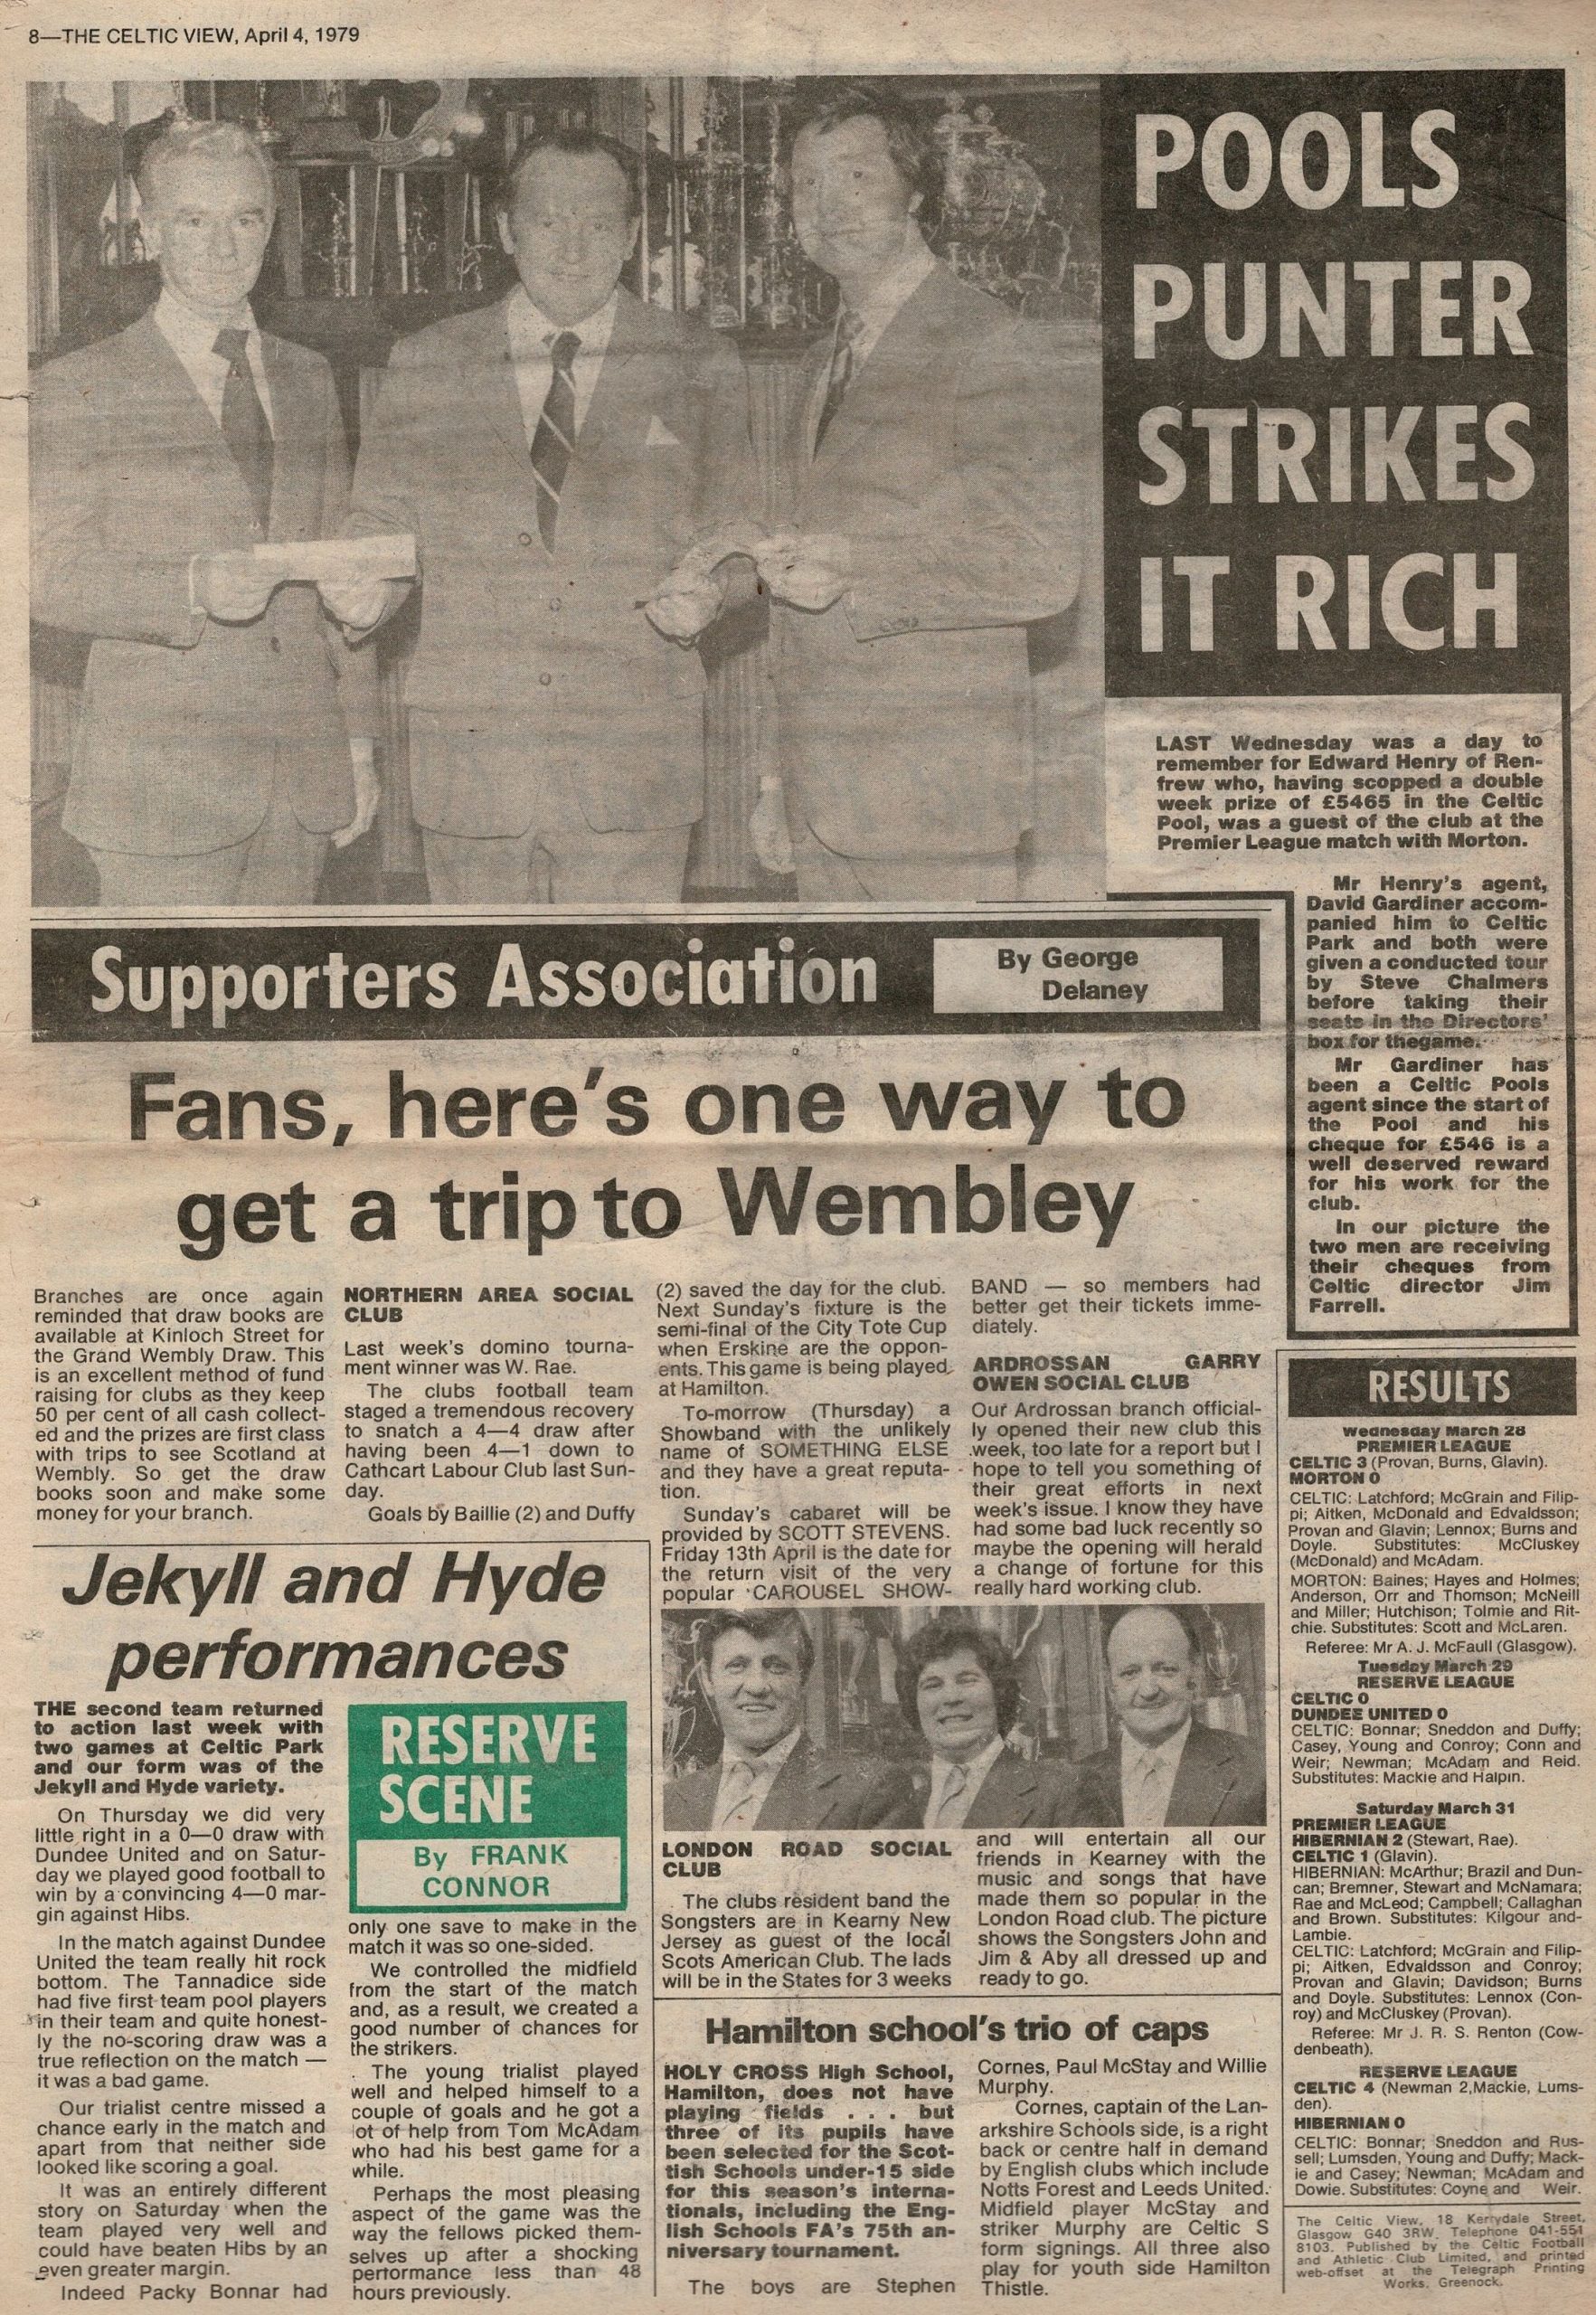 8—THE CELTIC VIEW, April 4, 1979
POOLS
PUNTER
STRIKES
IT RICH
LAST Wednesday was a day to
remember for Edward Henry of Ren-
frew who, having scopped a double
week prize of £5465 in the Celtic
Pool, was a guest of the club at the
Premier League match with Morton.
Mr Henry's agent,
David Gardiner accom-
panied him to Celtic
Park and both were
given a conducted tour
by Steve Chalmers
before taking their
seats in the Directors'
box for thegame.
Mr Gardiner has
been a Celtic Pools
agent since the start of
the Pool and his
cheque for £546 is a
well deserved reward
for his work for the
club.
In our picture the
two men are receiving
their cheques from
Celtic director Jim
Farrell.
Supporters Association
By George
Delaney
Fans, here's one way to
get a trip to Wembley
Branches are once again
reminded that draw books are
available at Kinloch Street for
the Grand Wembly Draw. This
is an excellent method of fund
raising for clubs as they keep
50 per cent of all cash collect-
ed and the prizes are first class
with trips to see Scotland at
Wembly. So get the draw
books soon and make some
money for your branch.
NORTHERN AREA SOCIAL
CLUB
Last week's domino tourna-
ment winner was W. Rae.
The clubs football team
staged a tremendous recovery
to snatch a 4—4 draw after
having been 4—1 down to
Cathcart Labour Club last Sun-
day.
Goals by Baillie (2) and Duffy
(2) saved the day for the club.
Next Sunday's fixture is the
semi-final of the City Tote Cup
when Erskine are the oppon-
ents. This game is being played
at Hamilton.
To-morrow (Thursday) a
Showband with the unlikely
name of SOMETHING ELSE
and they have a great reputa-
tion.
Sunday's cabaret will be
provided by SCOTT STEVENS.
Friday 13th April is the date for
the return visit of the very
popular CAROUSEL SHOW-
BAND — so members had
better get their tickets imme-
diately.
ARDROSSAN GARRY
OWEN SOCIAL CLUB
Our Ardrossan branch official-
ly opened their new club this
week, too late for a report but I
hope to tell you something of
their great efforts in next
week's issue. I know they have
had some bad luck recently so
maybe the opening will herald
a change of fortune for this
really hard working club.
LONDON ROAD SOCIAL
CLUB
The clubs resident band the
Songsters are in Kearny New
Jersey as guest of the local
Scots American Club. The lads
will be in the States for 3 weeks
and will entertain all our
friends in Kearney with the
music and songs that have
made them so popular in the
London Road club. The picture
shows the Songsters John and
Jim & Aby all dressed up and
ready to go.
Jekyll and Hyde
performances
THE second team returned
to action last week with
two games at Celtic Park
and our form was of the
Jekyll and Hyde variety.
On Thursday we did very
little right in a 0—0 draw with
Dundee United and on Satur-
day we played good football to
win by a convincing 4—0 mar-
gin against Hibs.
In the match against Dundee
United the team really hit rock
bottom. The Tannadice side
had five first team pool players
in their team and quite honest-
ly the no-scoring draw was a
true reflection on the match —
it was a bad game.
Our trialist centre missed a
chance early in the match and
apart from that neither side
looked like scoring a goal.
It was an entirely different
story on Saturday when the
team played very well and
could have beaten Hibs by an
even greater margin.
Indeed Packy Bonnar had
RESERVE
SCENE
By FRANK
CONNOR
only one save to make in the
match it was so one-sided.
We controlled the midfield
from the start of the match
and, as a result, we created a
good number of chances for
the strikers.
The young trialist played
well and helped himself to a
couple of goals and he got a
lot of help from Tom McAdam
who had his best game for a
while.
Perhaps the most pleasing
aspect of the game was the
way the fellows picked them-
selves up after a shocking
performance less than 48
hours previously.
Hamilton school's trio of caps
HOLY CROSS High School,
Hamilton, does not have
playing fields . . . but
three of its pupils have
been selected for the Scot-
tish Schools under-15 side
for this season's interna-
tionals, including the Eng-
lish Schools FA's 75th an-
niversary tournament.
The boys are Stephen
Cornes, Paul McStay and Willie
Murphy.
Cornes, captain of the Lan-
arkshire Schools side, is a right
back or centre half in demand
by English clubs which include
Notts Forest and Leeds United.
Midfield player McStay and
striker Murphy are Celtic S
form signings. All three also
play for youth side Hamilton
Thistle.
RESULTS
Wednesday March 28
PREMIER LEAGUE
CELTIC 3 (Provan, Burns, Glavin).
MORTON 0
CELTIC: Latchford; McGrain and Filip-
pi; Aitken, McDonald and Edvaldsson;
Provan and Glavin; Lennox; Burns and
Doyle. Substitutes: McCluskey
(McDonald) and McAdam.
MORTON: Baines; Hayes and Holmes;
Anderson, Orr and Thomson; McNeill
and Miller; Hutchison; Tolmie and Rit-
chie. Substitutes: Scott and McLaren.
Referee: Mr A. J. McFaull (Glasgow).
Tuesday March 29
RESERVE LEAGUE
CELTIC 0
DUNDEE UNITED 0
CELTIC: Bonnar; Sneddon and Duffy;
Casey, Young and Conroy; Conn and
Weir; Newman; McAdam and Reid.
Substitutes: Mackie and Halpin.
Saturday March 31
PREMIER LEAGUE
HIBERNIAN 2 (Stewart, Rae).
CELTIC 1 (Glavin).
HIBERNIAN: McArthur; Brazil and Dun-
can; Bremner, Stewart and McNamara;
Rae and McLeod; Campbell; Callaghan
and Brown. Substitutes: Kilgour and
Lambie.
CELTIC: Latchford; McGrain and Filip-
pi; Aitken, Edvaldsson and Conroy;
Provan and Glavin; Davidson; Burns
and Doyle. Substitutes: Lennox (Con-
roy) and McCluskey (Provan).
Referee: Mr J. R. S. Renton (Cow-
denbeath).
RESERVE LEAGUE
CELTIC 4 (Newman 2,Mackie, Lums-
den).
HIBERNIAN 0
CELTIC: Bonnar; Sneddon and Rus-
sell; Lumsden, Young and Duffy; Mack-
ie and Casey; Newman; McAdam and
Dowie. Substitutes: Coyne and Weir.
The Celtic View, 18 Kerrydale Street,
Glasgow G40 3RW. Telephone 041-551
8103. Published by the Celtic Football
and Athletic Club Limited, and printed
web-offset at the Telegraph Printing
Works, Greenock.